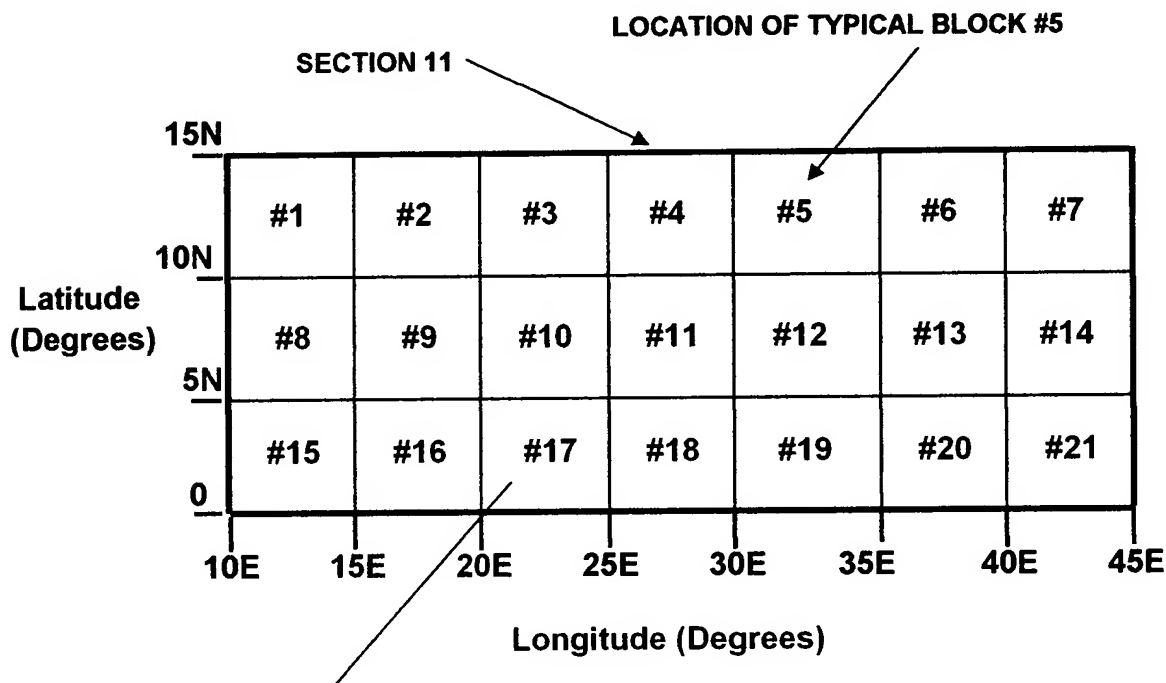 LOCATION OF TYPICAL BLOCK #5
SECTION 11
15N
#1 #2 #3 #4 #5 #6 #7
10N
Latitude
(Degrees)
#8 #9 #10 #11 #12 #13 #14
5N
#15 #16 #17 #18 #19 #20 #21
0
10E 15E 20E 25E 30E 35E 40E 45E
Longitude (Degrees)